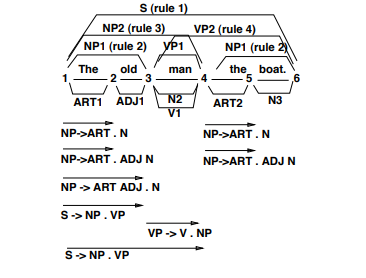 S (rule 1)
NP2 (rule 3) VP2 (rule 4)
NP1 (rule 2) VP1 NP1 (rule 2)
The old man the boat.
1 2 3 4 5 6
ART1 ADJ1 N2 ART2 N3
V1
NP->ART . N NP->ART . N
NP->ART . ADJ N NP->ART . ADJ N
NP -> ART ADJ . N
S -> NP . VP
VP -> V . NP
S -> NP . VP